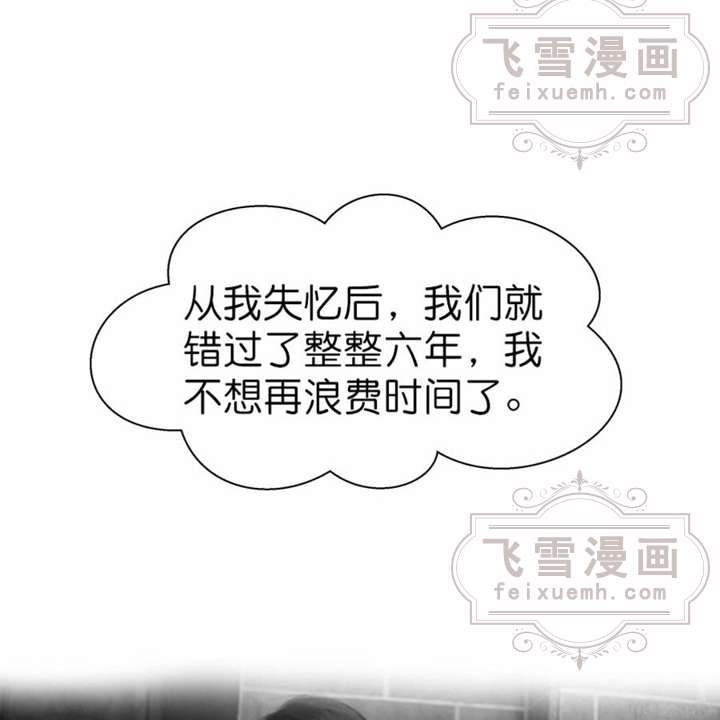 飞雪漫画
feixuemh.com
从我失忆后，我们就
错过了整整六年，我
不想再浪费时间了。
飞雪漫画
feixuemh.com